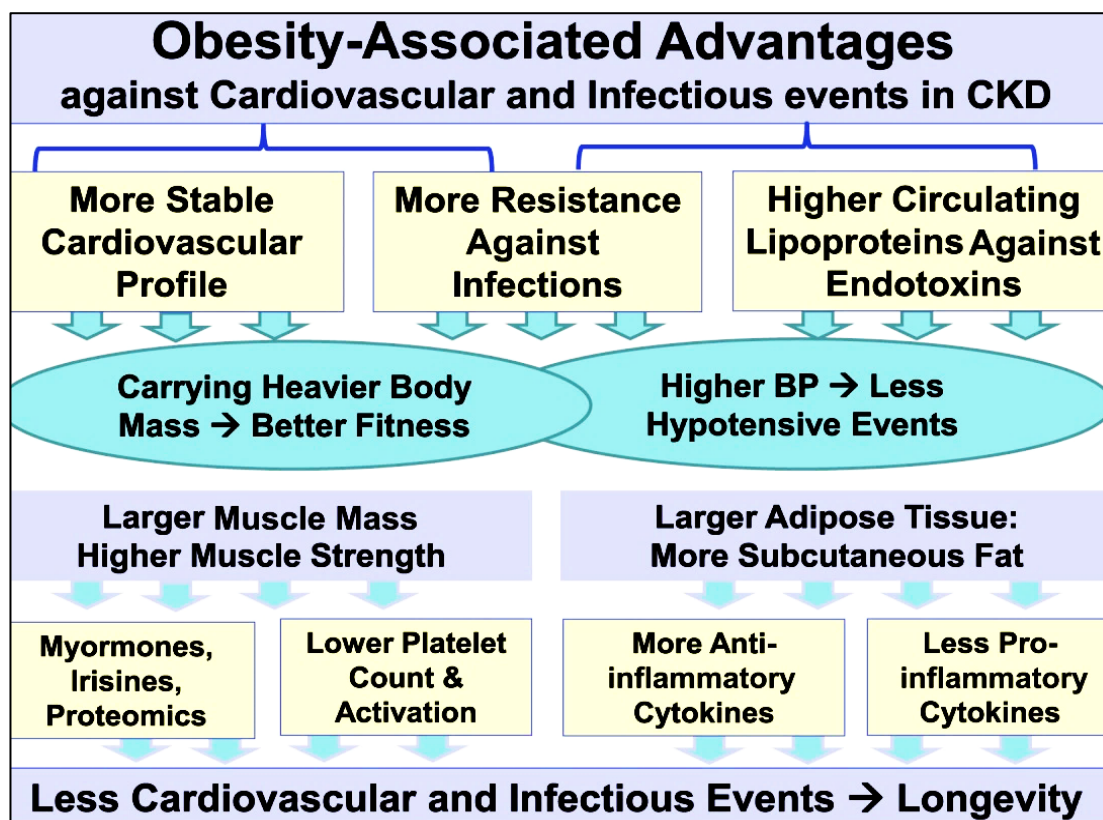 Obesity-Associated Advantages
against Cardiovascular and Infectious events in CKD
More Stable
Cardiovascular
Profile
More Resistance
Against
Infections
Higher Circulating
Lipoproteins Against
Endotoxins
Carrying Heavier Body
Mass → Better Fitness
Higher BP → Less
Hypotensive Events
Larger Muscle Mass
Higher Muscle Strength
Larger Adipose Tissue:
More Subcutaneous Fat
Myormones,
Irisines,
Proteomics
Lower Platelet
Count &
Activation
More Anti-
inflammatory
Cytokines
Less Pro-
inflammatory
Cytokines
Less Cardiovascular and Infectious Events → Longevity